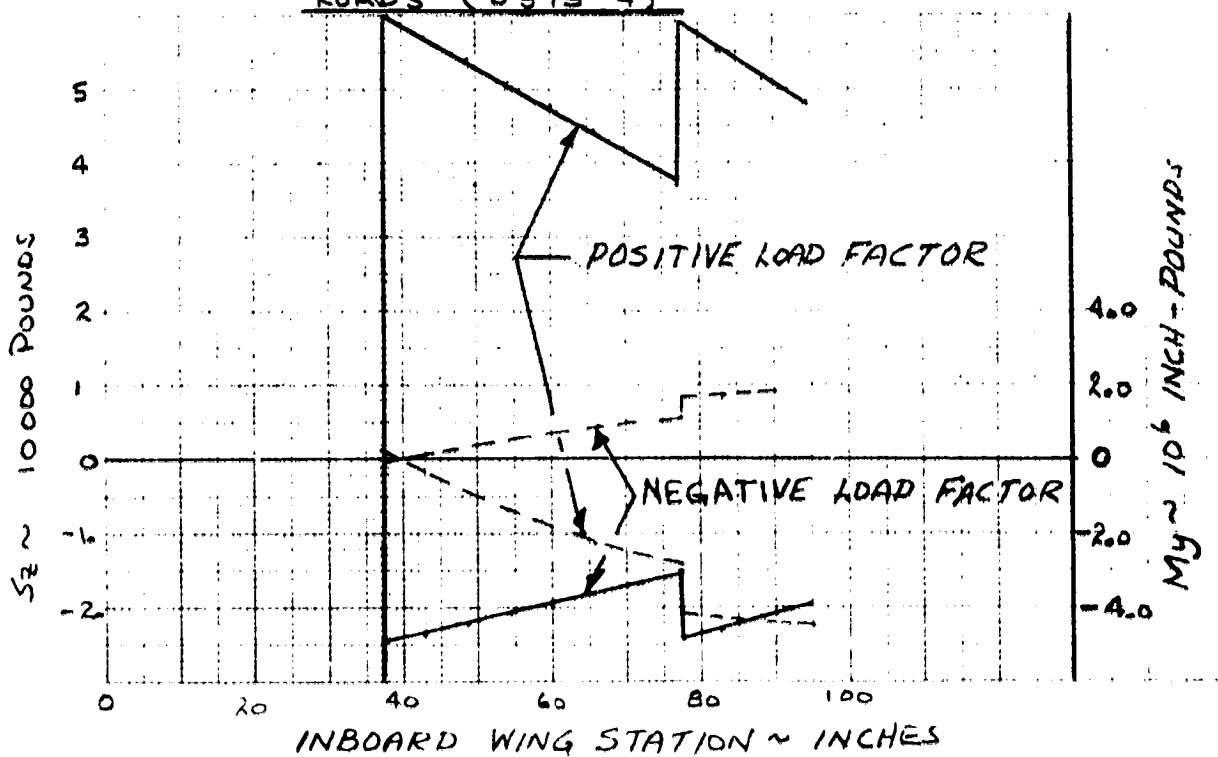 5
4
3
2
1
0
-1.
-2.
Sz ~ 10000 POUNDS
POSITIVE LOAD FACTOR
NEGATIVE LOAD FACTOR
4.0
2.0
0
-2.0
-4.0
My ~ 10⁶ INCH-POUNDS
0 20 40 60 80 100
INBOARD WING STATION ~ INCHES